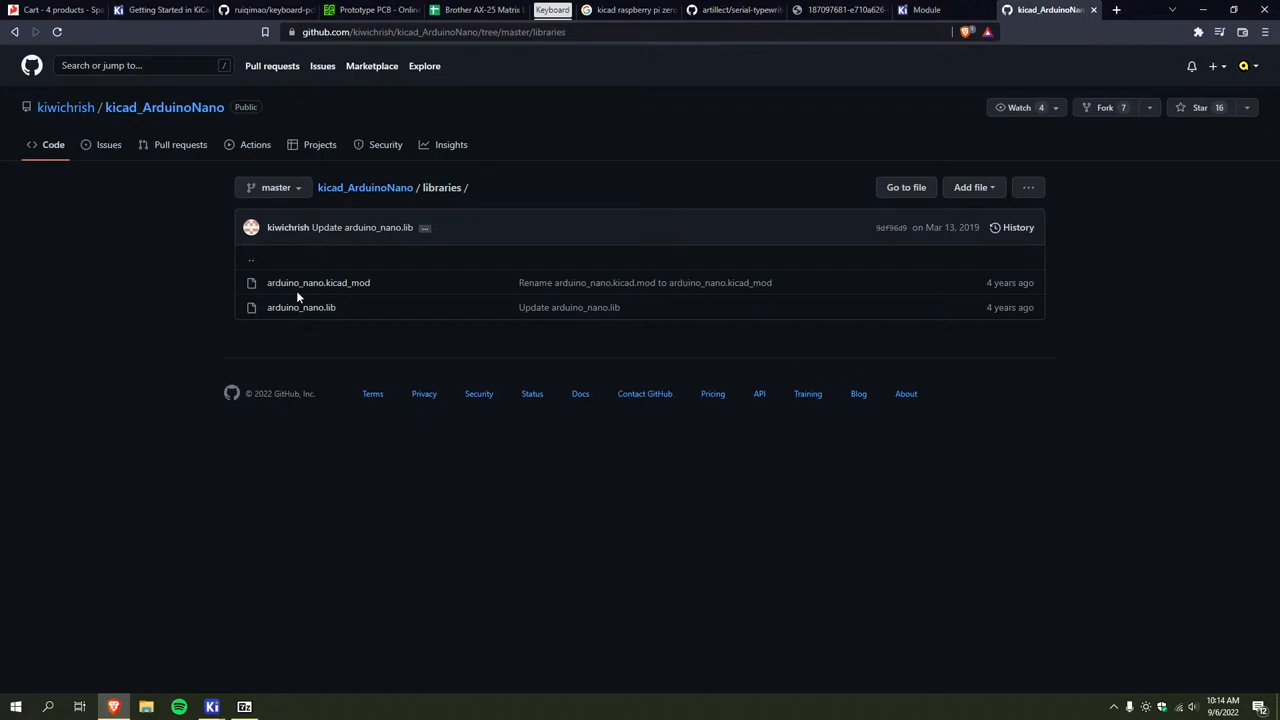 Cart - 4 products - Spa
Getting Started in KiCa
ruiqimao/keyboard-pc
Prototype PCB - Online
Brother AX-25 Matrix L
Keyboard
kicad raspberry pi zero
artillect/serial-typewrit
187097681-e710a626-
Module
kicad_ArduinoNano
github.com/kiwichrish/kicad_ArduinoNano/tree/master/libraries
Search or jump to...
/
Pull requests
Issues
Marketplace
Explore
kiwichrish / kicad_ArduinoNano
Public
Watch 4
Fork 7
Star 16
Code
Issues
Pull requests
Actions
Projects
Security
Insights
master
kicad_ArduinoNano / libraries /
Go to file
Add file
kiwichrish Update arduino_nano.lib
...
9df96d9 on Mar 13, 2019
History
..
arduino_nano.kicad_mod
Rename arduino_nano.kicad.mod to arduino_nano.kicad_mod
4 years ago
arduino_nano.lib
Update arduino_nano.lib
4 years ago
© 2022 GitHub, Inc.
Terms
Privacy
Security
Status
Docs
Contact GitHub
Pricing
API
Training
Blog
About
Ki
10:14 AM
9/6/2022
12